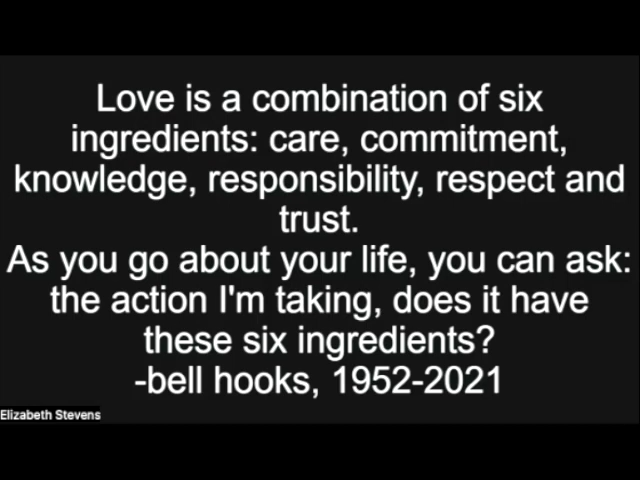 Love is a combination of six
ingredients: care, commitment,
knowledge, responsibility, respect and
trust.
As you go about your life, you can ask:
the action I'm taking, does it have
these six ingredients?
-bell hooks, 1952-2021
Elizabeth Stevens